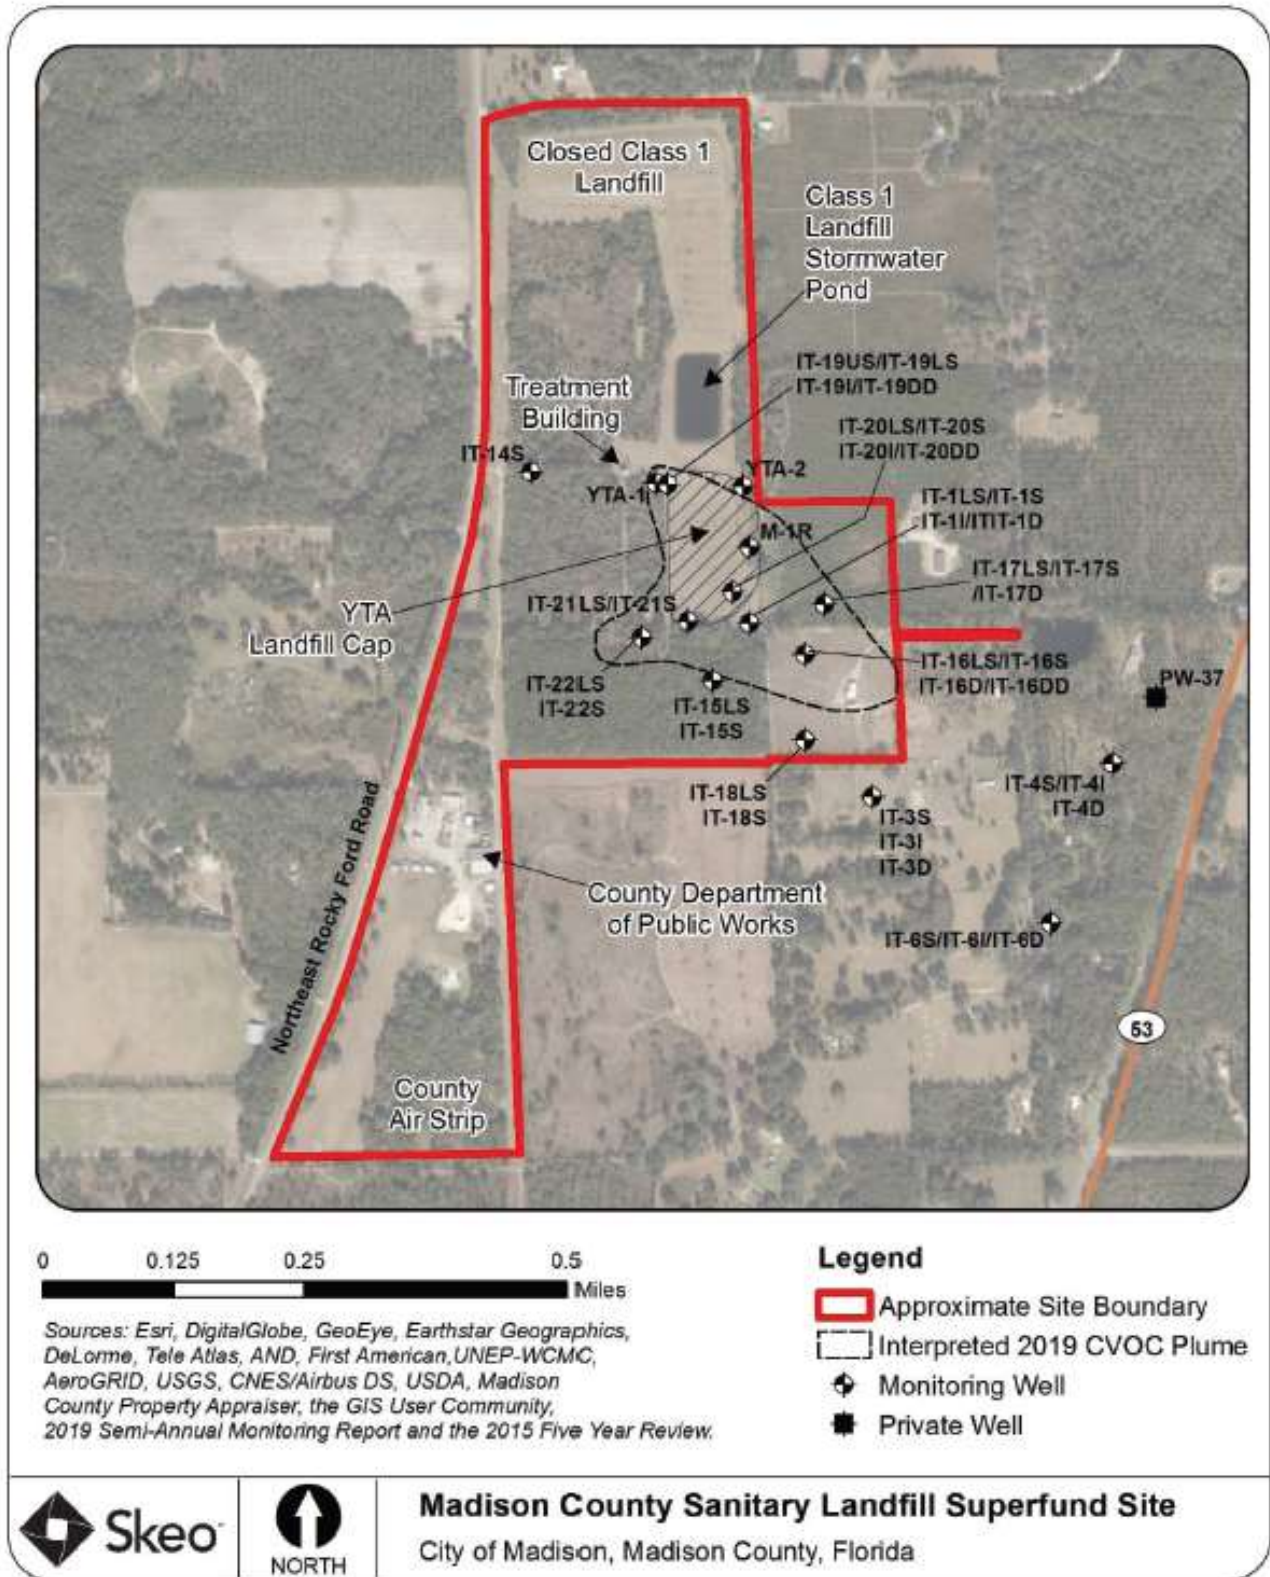 Closed Class 1
Landfill
Class 1
Landfill
Stormwater
Pond
IT-19US/IT-19LS
IT-19I/IT-19DD
Treatment
Building
IT-20LS/IT-20S
IT-20I/IT-20DD
IT-14S
YTA-1
YTA-2
IT-1LS/IT-1S
IT-1I/ITIT-1D
M-1R
IT-17LS/IT-17S
/IT-17D
IT-21LS/IT-21S
YTA
Landfill Cap
IT-16LS/IT-16S
IT-16D/IT-16DD
IT-22LS
IT-22S
IT-15LS
IT-15S
PW-37
IT-18LS
IT-18S
IT-4S/IT-4I
IT-4D
IT-3S
IT-3I
IT-3D
County Department
of Public Works
IT-6S/IT-6I/IT-6D
Northeast Rocky Ford Road
53
County
Air Strip
0 0.125 0.25 0.5
Miles
Sources: Esri, DigitalGlobe, GeoEye, Earthstar Geographics,
DeLorme, Tele Atlas, AND, First American,UNEP-WCMC,
AeroGRID, USGS, CNES/Airbus DS, USDA, Madison
County Property Appraiser, the GIS User Community,
2019 Semi-Annual Monitoring Report and the 2015 Five Year Review.
Legend
Approximate Site Boundary
Interpreted 2019 CVOC Plume
Monitoring Well
Private Well
Skeo
NORTH
Madison County Sanitary Landfill Superfund Site
City of Madison, Madison County, Florida